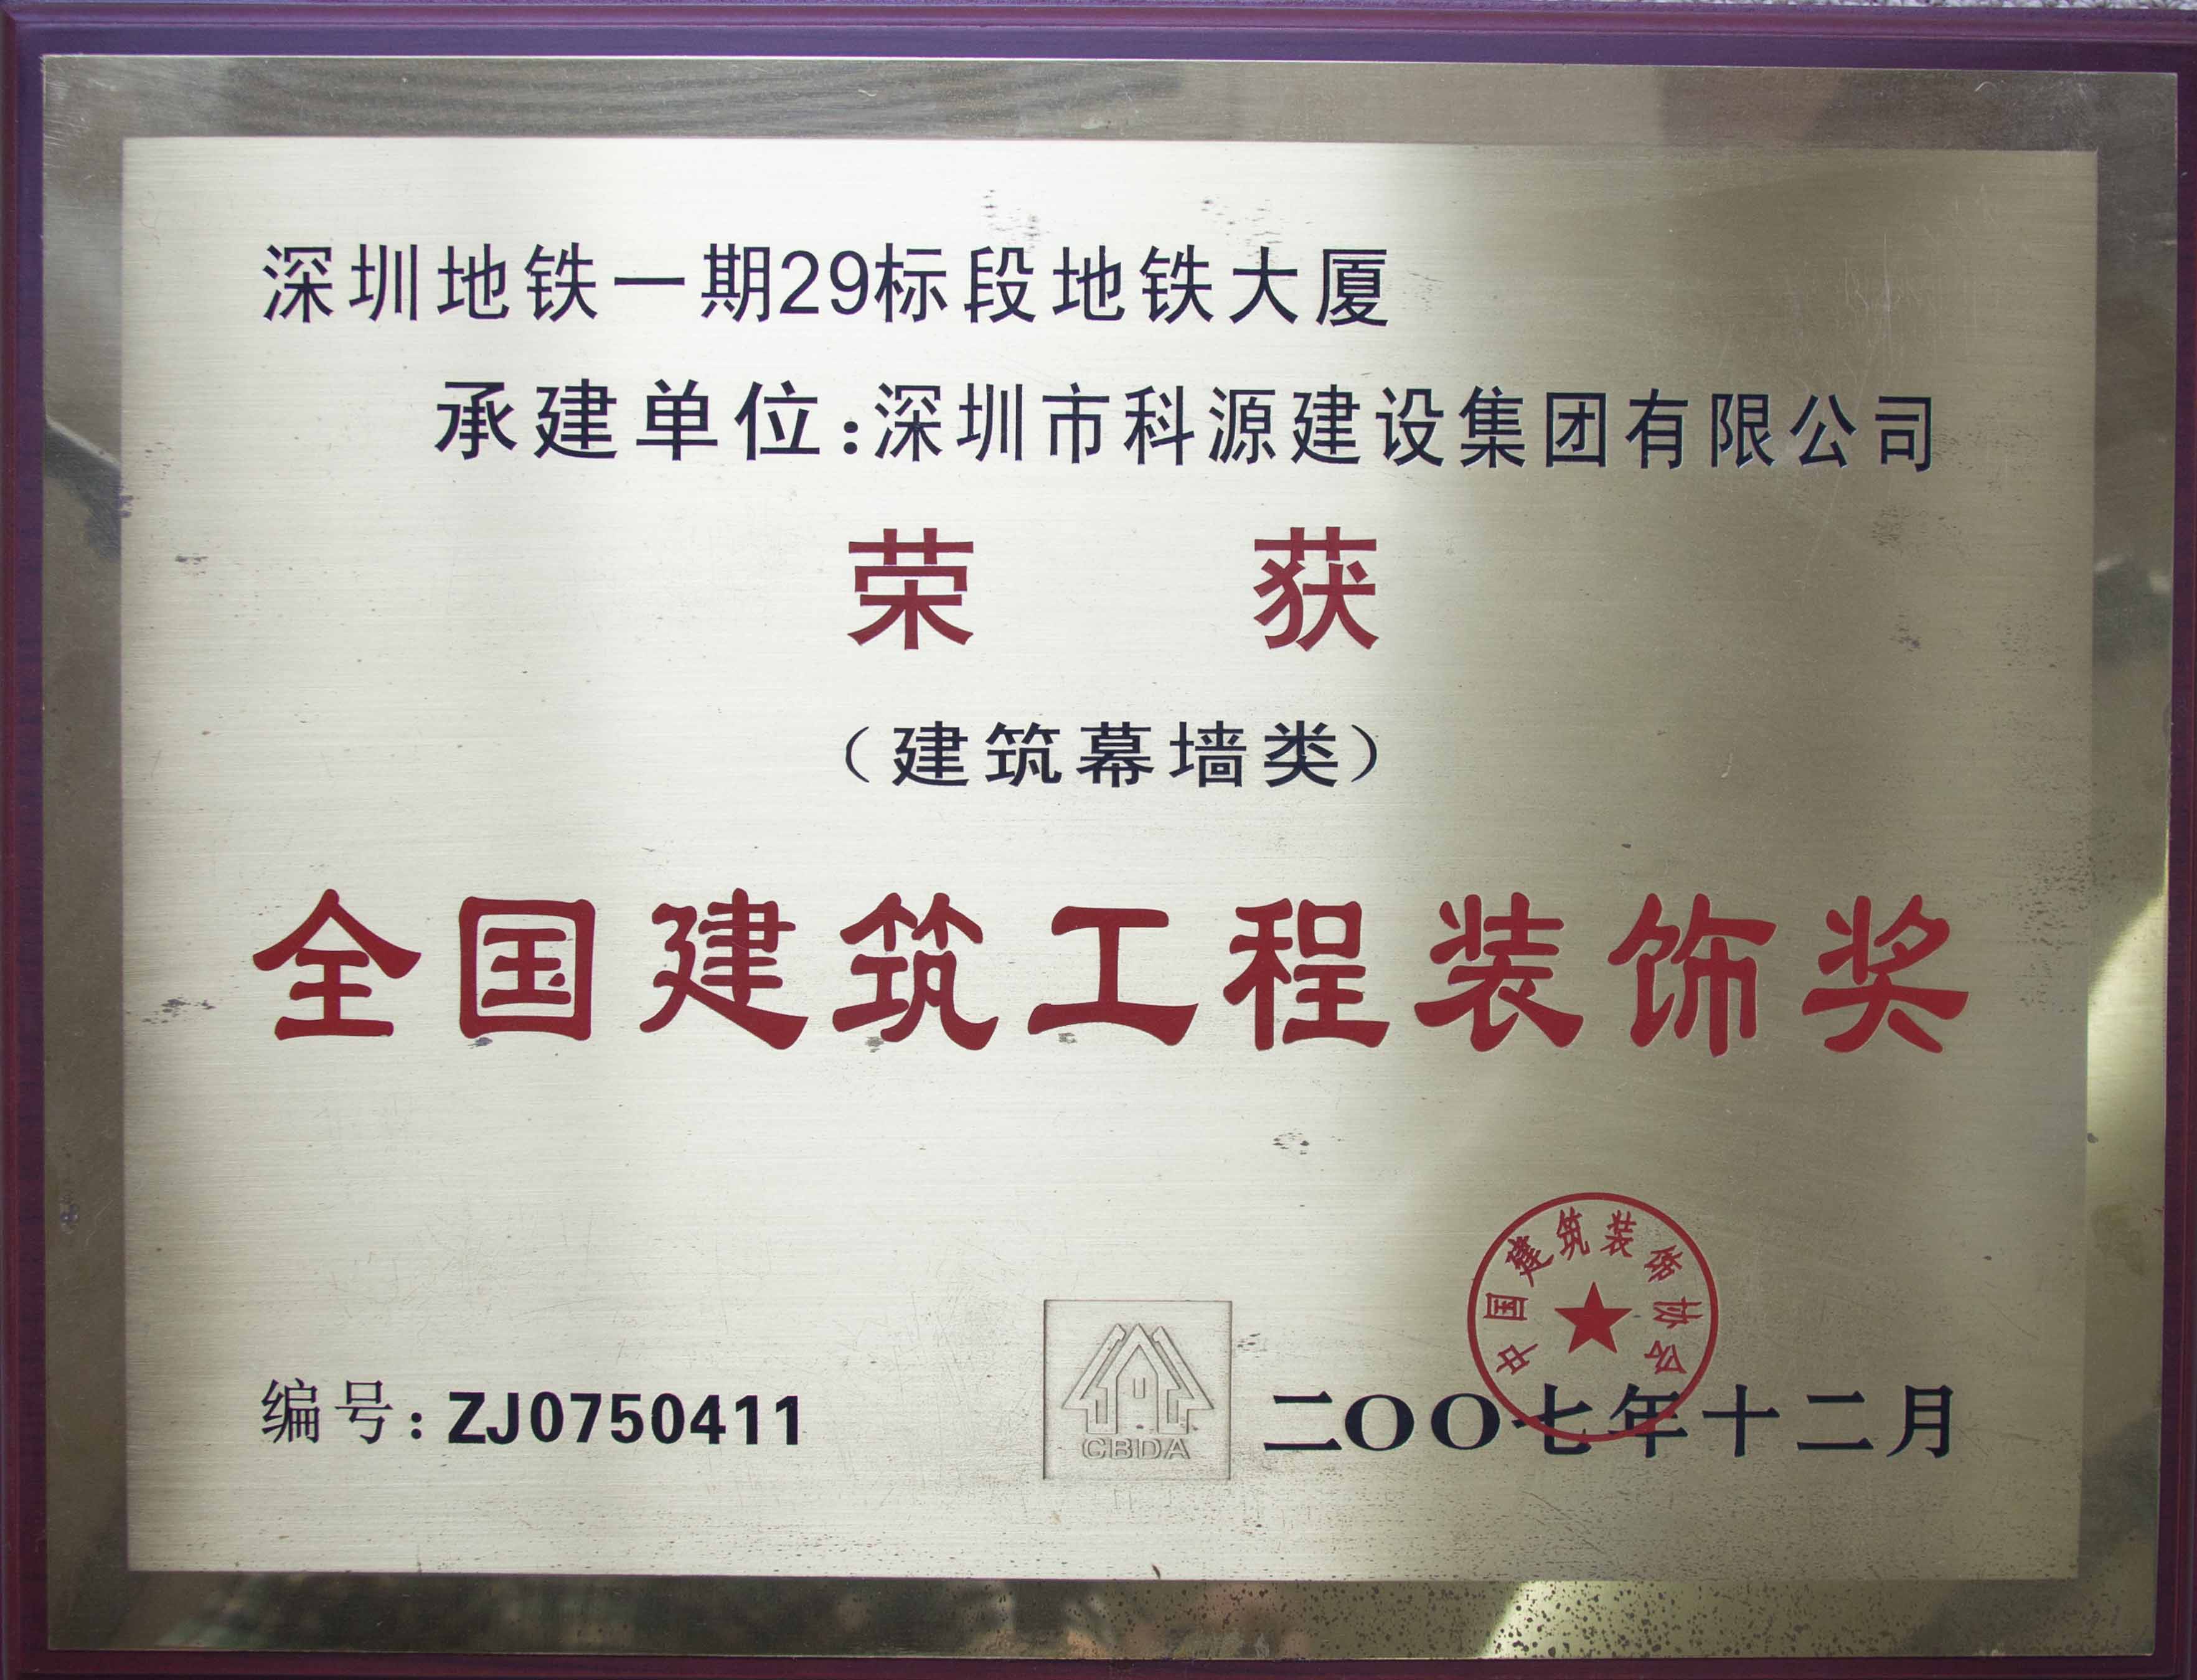 深圳地铁一期29标段地铁大厦
承建单位:深圳市科源建设集团有限公司
荣 获
(建筑幕墙类)
全国建筑工程装饰奖
中国建筑装饰协会
编号:ZJ0750411
CBDA
二〇〇七年十二月